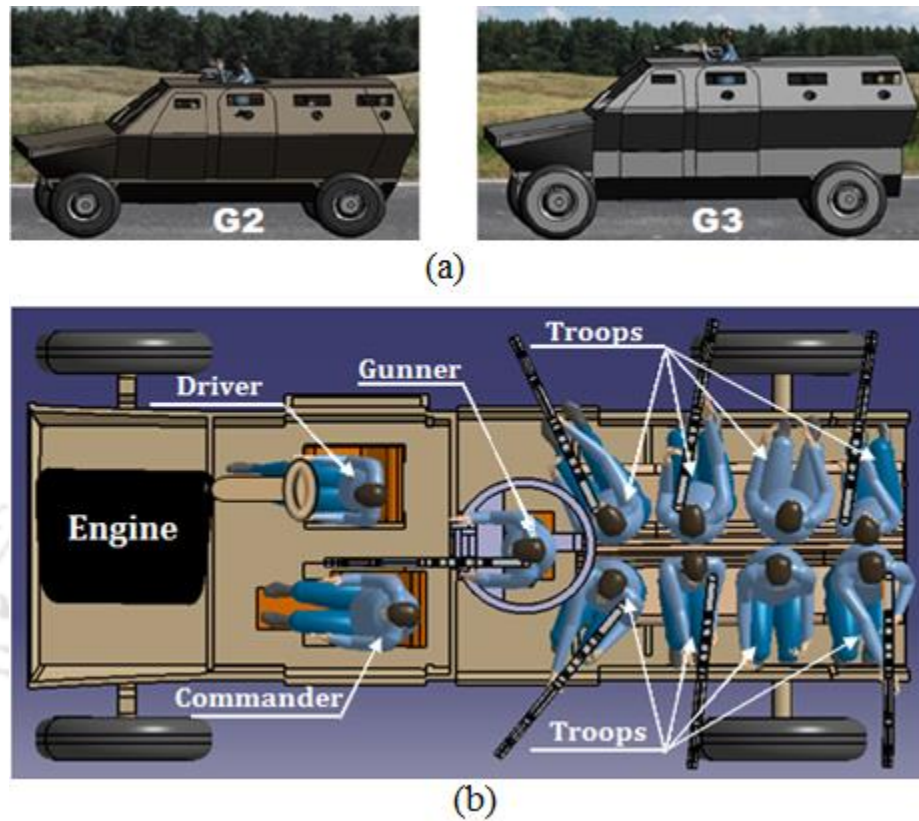 G2
G3
(a)
Troops
Gunner
Driver
Engine
Commander
Troops
(b)